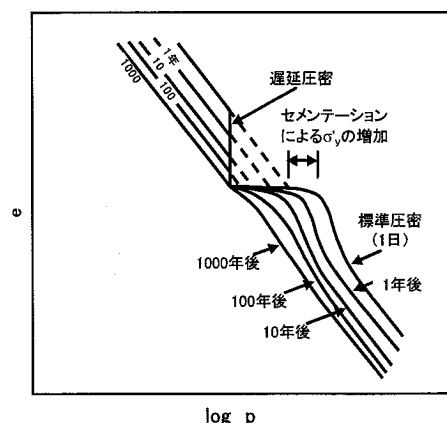 1年
10
100
1000
遅延圧密
セメンテーション
によるσ'yの増加
標準圧密
(1日)
1年後
10年後
100年後
1000年後
e
log p